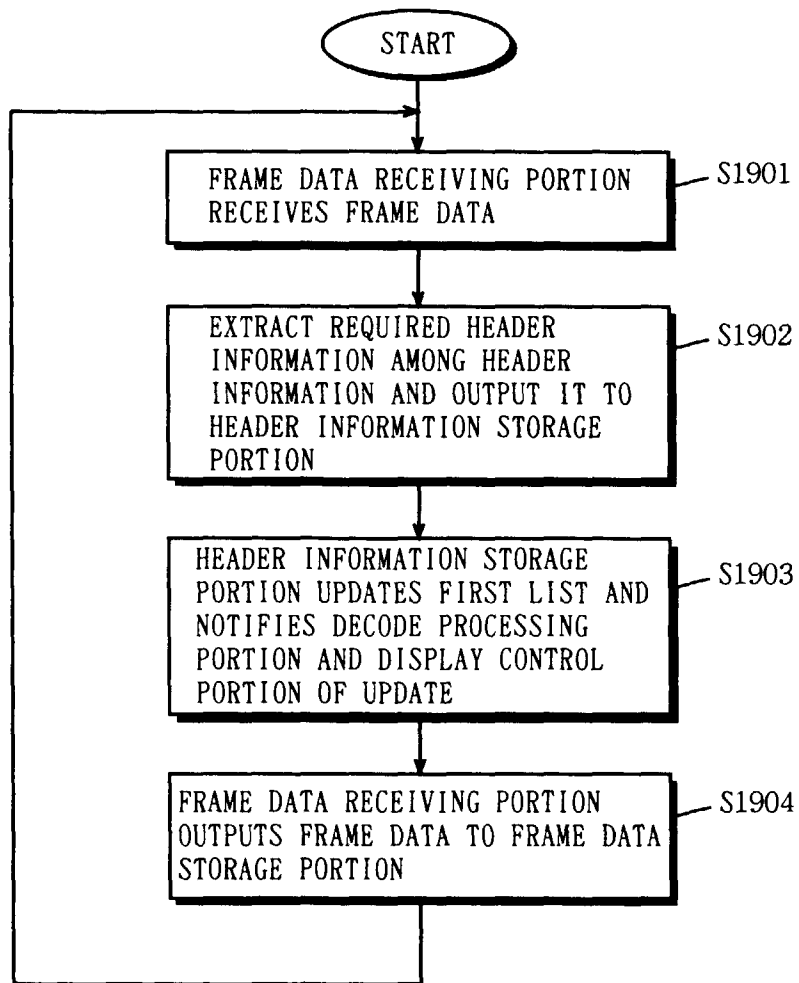 START
FRAME DATA RECEIVING PORTION
RECEIVES FRAME DATA
S1901
EXTRACT REQUIRED HEADER
INFORMATION AMONG HEADER
INFORMATION AND OUTPUT IT TO
HEADER INFORMATION STORAGE
PORTION
S1902
HEADER INFORMATION STORAGE
PORTION UPDATES FIRST LIST AND
NOTIFIES DECODE PROCESSING
PORTION AND DISPLAY CONTROL
PORTION OF UPDATE
S1903
FRAME DATA RECEIVING PORTION
OUTPUTS FRAME DATA TO FRAME DATA
STORAGE PORTION
S1904